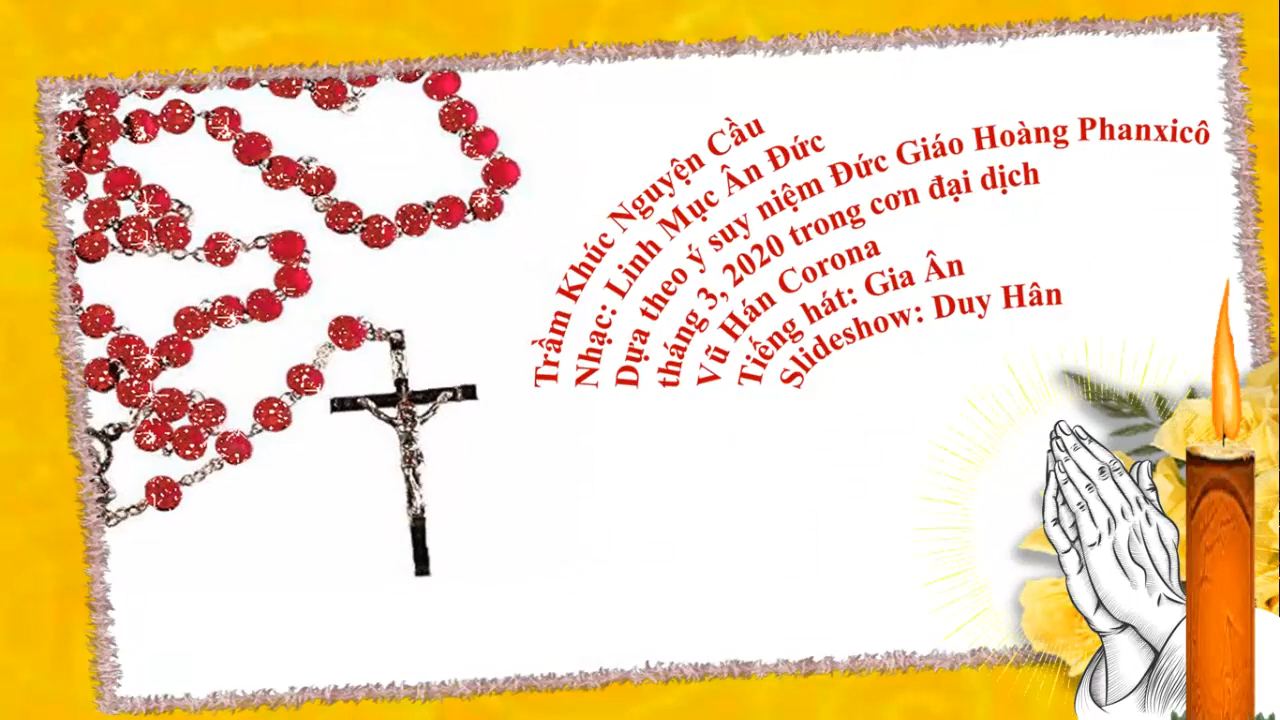 Trầm Khúc Nguyện Cầu
Nhạc: Linh Mục Ân Đức
Dựa theo ý suy niệm Đức Giáo Hoàng Phanxicô
tháng 3, 2020 trong cơn đại dịch
Vũ Hán Corona
Tiếng hát: Gia Ân
Slideshow: Duy Hân